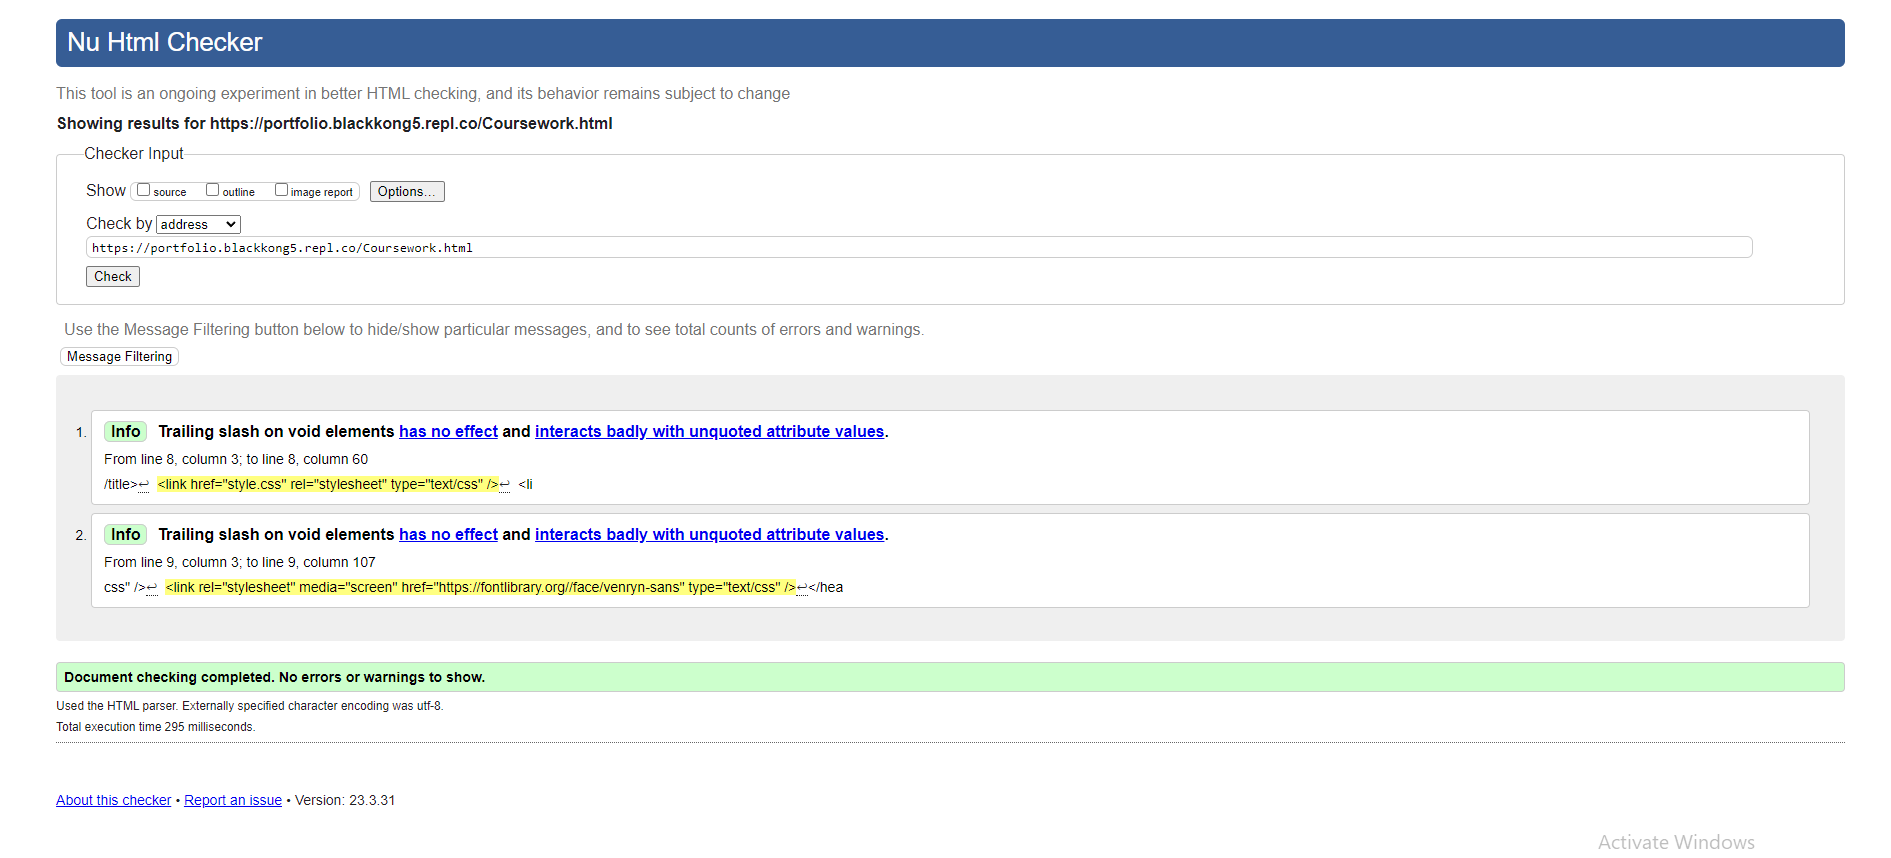 Nu Html Checker
This tool is an ongoing experiment in better HTML checking, and its behavior remains subject to change
Showing results for https://portfolio.blackkong5.repl.co/Coursework.html
Checker Input
Show source outline image report Options...
Check by address
https://portfolio.blackkong5.repl.co/Coursework.html
Check
Use the Message Filtering button below to hide/show particular messages, and to see total counts of errors and warnings.
Message Filtering
1. Info Trailing slash on void elements has no effect and interacts badly with unquoted attribute values.
From line 8, column 3; to line 8, column 60
/title>↩ <link href="style.css" rel="stylesheet" type="text/css" />↩ <li
2. Info Trailing slash on void elements has no effect and interacts badly with unquoted attribute values.
From line 9, column 3; to line 9, column 107
css" />↩ <link rel="stylesheet" media="screen" href="https://fontlibrary.org//face/venryn-sans" type="text/css" />↩</hea
Document checking completed. No errors or warnings to show.
Used the HTML parser. Externally specified character encoding was utf-8.
Total execution time 295 milliseconds.
About this checker • Report an issue • Version: 23.3.31
Activate Windows